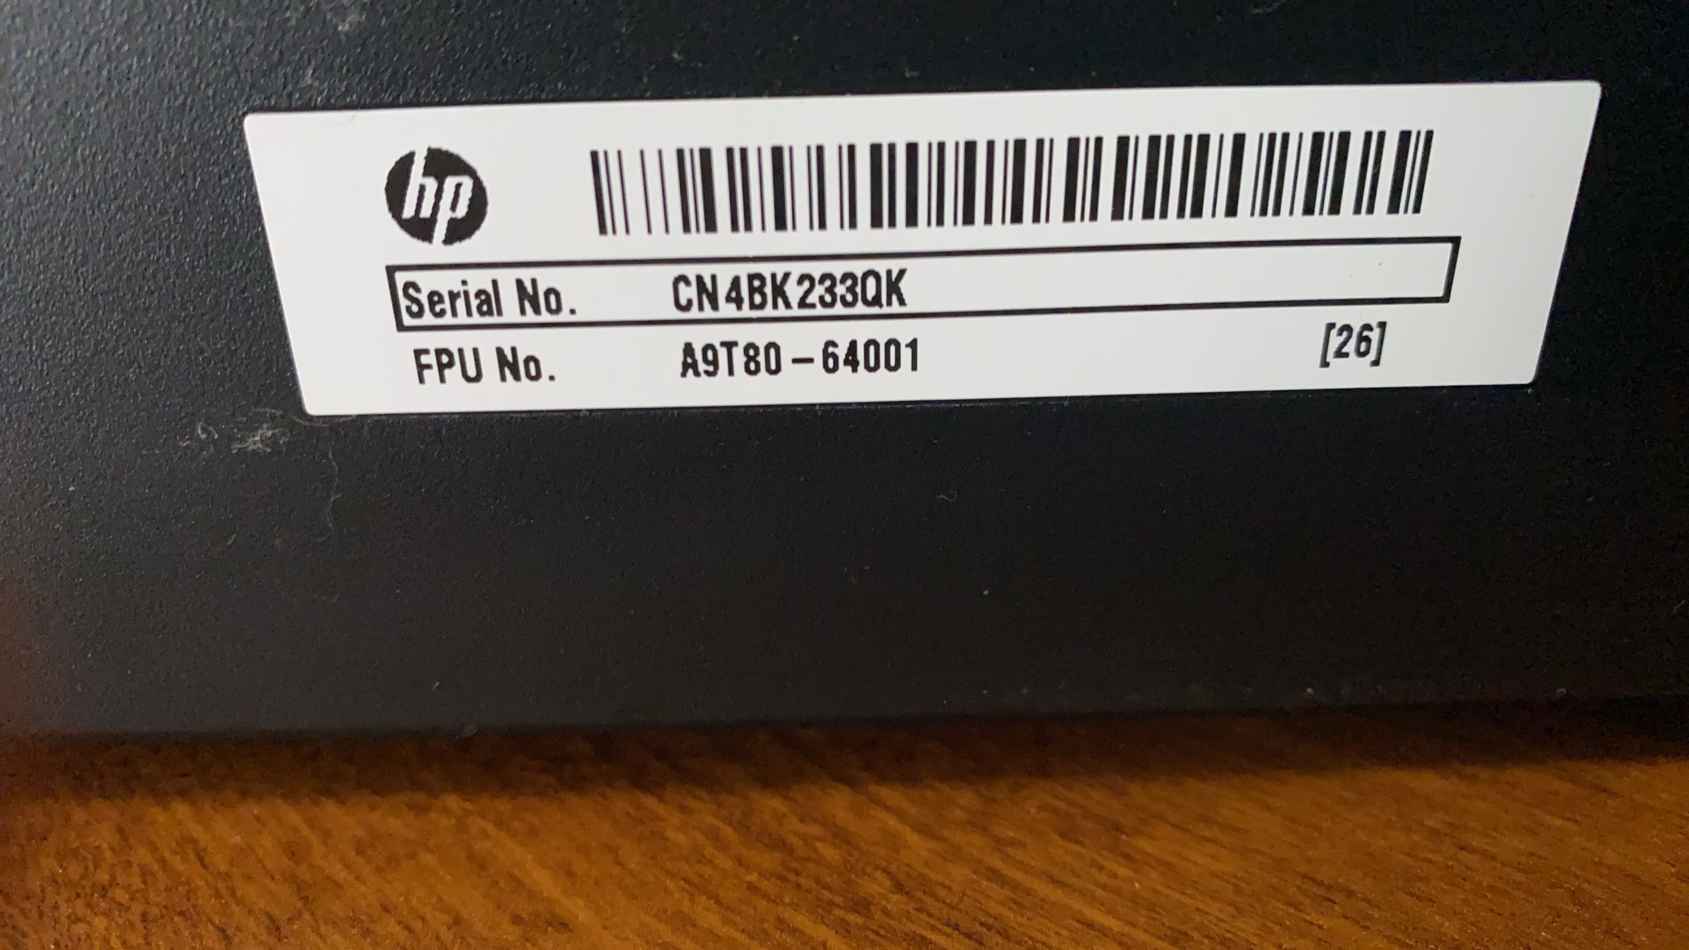 hp
Serial No. CN4BK233QK
FPU No. A9T80-64001 [26]